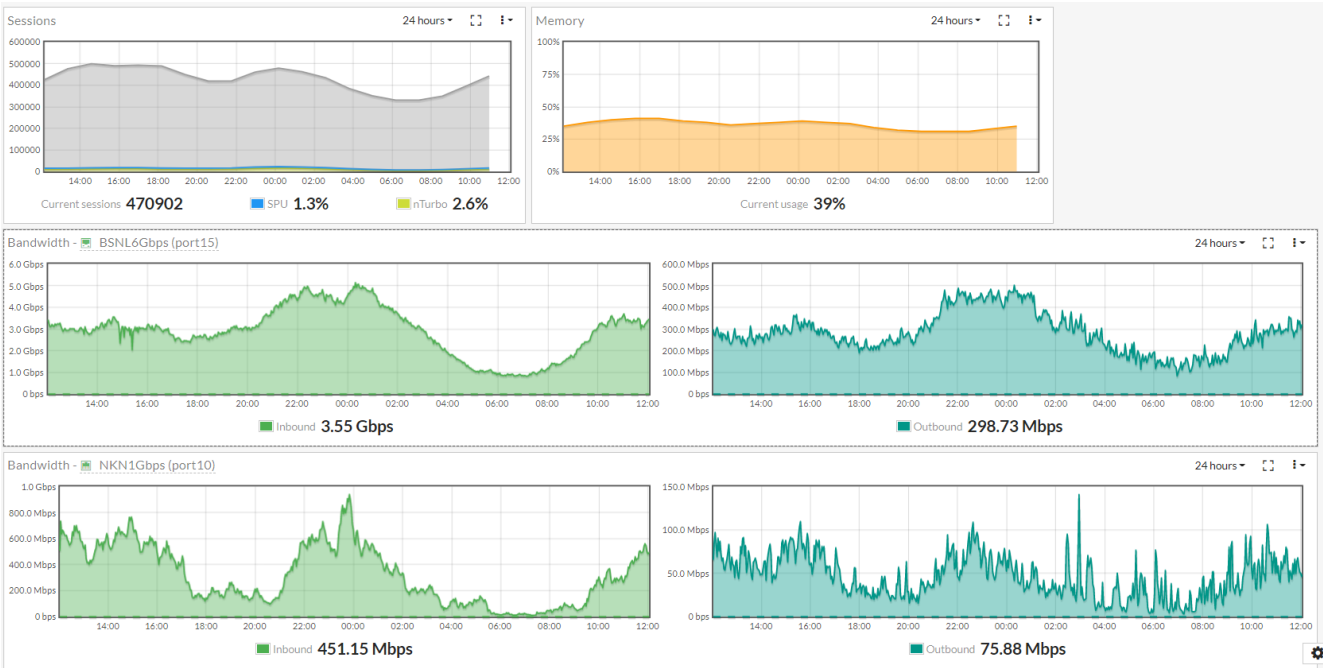 Sessions 24 hours
600000
500000
400000
300000
200000
100000
0
14:00 16:00 18:00 20:00 22:00 00:00 02:00 04:00 06:00 08:00 10:00 12:00
Current sessions 470902 SPU 1.3% nTurbo 2.6%
Memory 24 hours
100%
75%
50%
25%
0%
14:00 16:00 18:00 20:00 22:00 00:00 02:00 04:00 06:00 08:00 10:00 12:00
Current usage 39%
Bandwidth - BSNL6Gbps (port15) 24 hours
6.0 Gbps
5.0 Gbps
4.0 Gbps
3.0 Gbps
2.0 Gbps
1.0 Gbps
0 bps
14:00 16:00 18:00 20:00 22:00 00:00 02:00 04:00 06:00 08:00 10:00 12:00
Inbound 3.55 Gbps
600.0 Mbps
500.0 Mbps
400.0 Mbps
300.0 Mbps
200.0 Mbps
100.0 Mbps
0 bps
14:00 16:00 18:00 20:00 22:00 00:00 02:00 04:00 06:00 08:00 10:00 12:00
Outbound 298.73 Mbps
Bandwidth - NKN1Gbps (port10) 24 hours
1.0 Gbps
800.0 Mbps
600.0 Mbps
400.0 Mbps
200.0 Mbps
0 bps
14:00 16:00 18:00 20:00 22:00 00:00 02:00 04:00 06:00 08:00 10:00 12:00
Inbound 451.15 Mbps
150.0 Mbps
100.0 Mbps
50.0 Mbps
0 bps
14:00 16:00 18:00 20:00 22:00 00:00 02:00 04:00 06:00 08:00 10:00 12:00
Outbound 75.88 Mbps